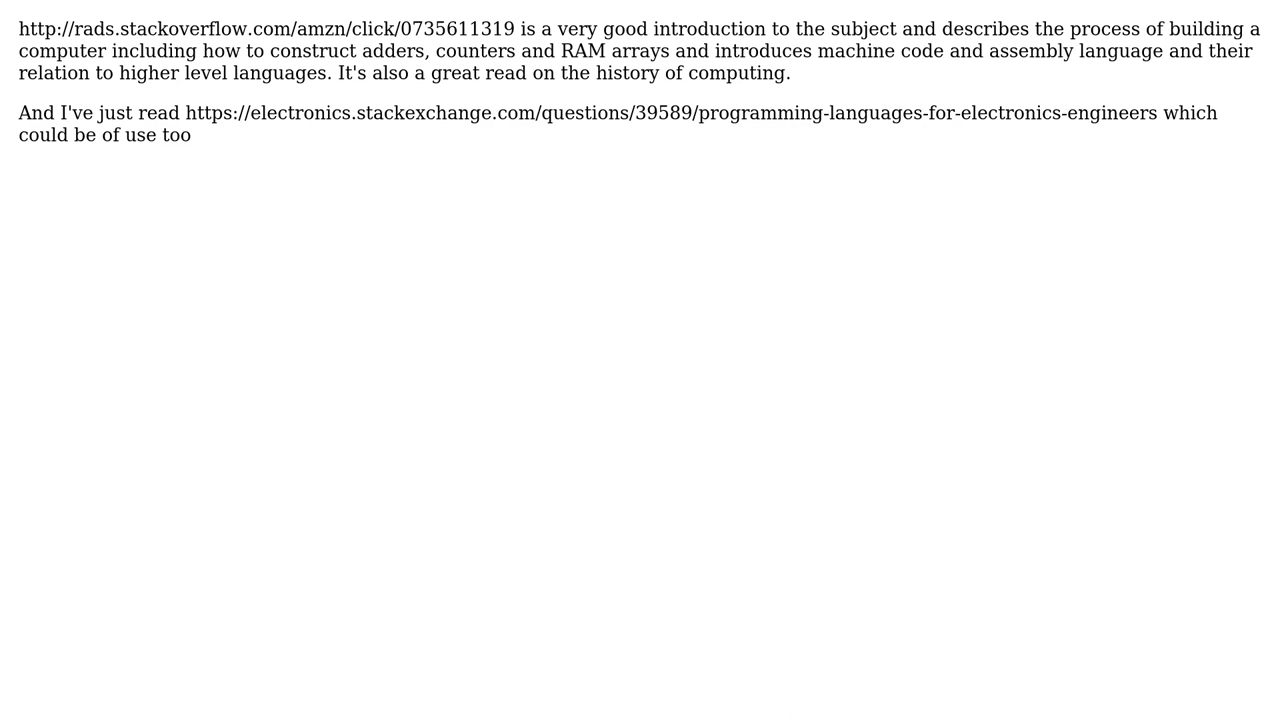 http://rads.stackoverflow.com/amzn/click/0735611319 is a very good introduction to the subject and describes the process of building a
computer including how to construct adders, counters and RAM arrays and introduces machine code and assembly language and their
relation to higher level languages. It's also a great read on the history of computing.
And I've just read https://electronics.stackexchange.com/questions/39589/programming-languages-for-electronics-engineers which
could be of use too